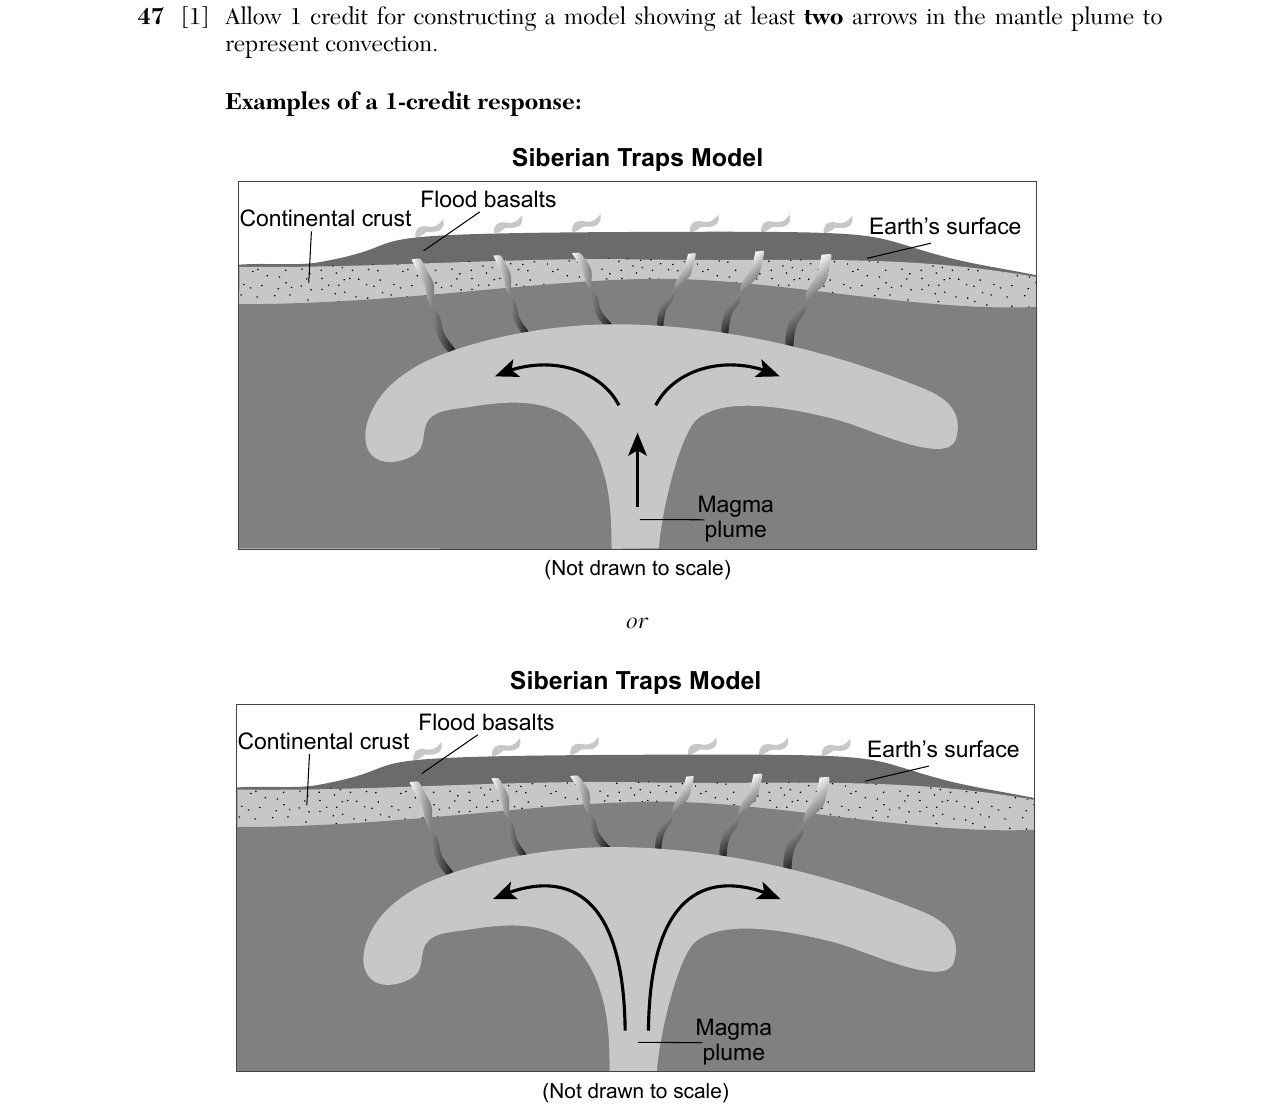 47 [1] Allow 1 credit for constructing a model showing at least two arrows in the mantle plume to
represent convection.
Examples of a 1-credit response:
Siberian Traps Model
Flood basalts
Continental crust
Earth's surface
Magma
plume
(Not drawn to scale)
or
Siberian Traps Model
Flood basalts
Continental crust
Earth's surface
Magma
plume
(Not drawn to scale)